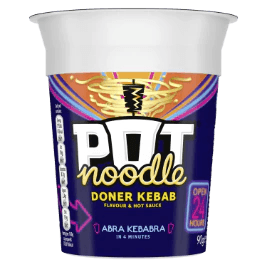 POT
noodle
DONER KEBAB
FLAVOUR & HOT SAUCE
ABRA KEBABRA
IN 4 MINUTES
OPEN
24
HOURS